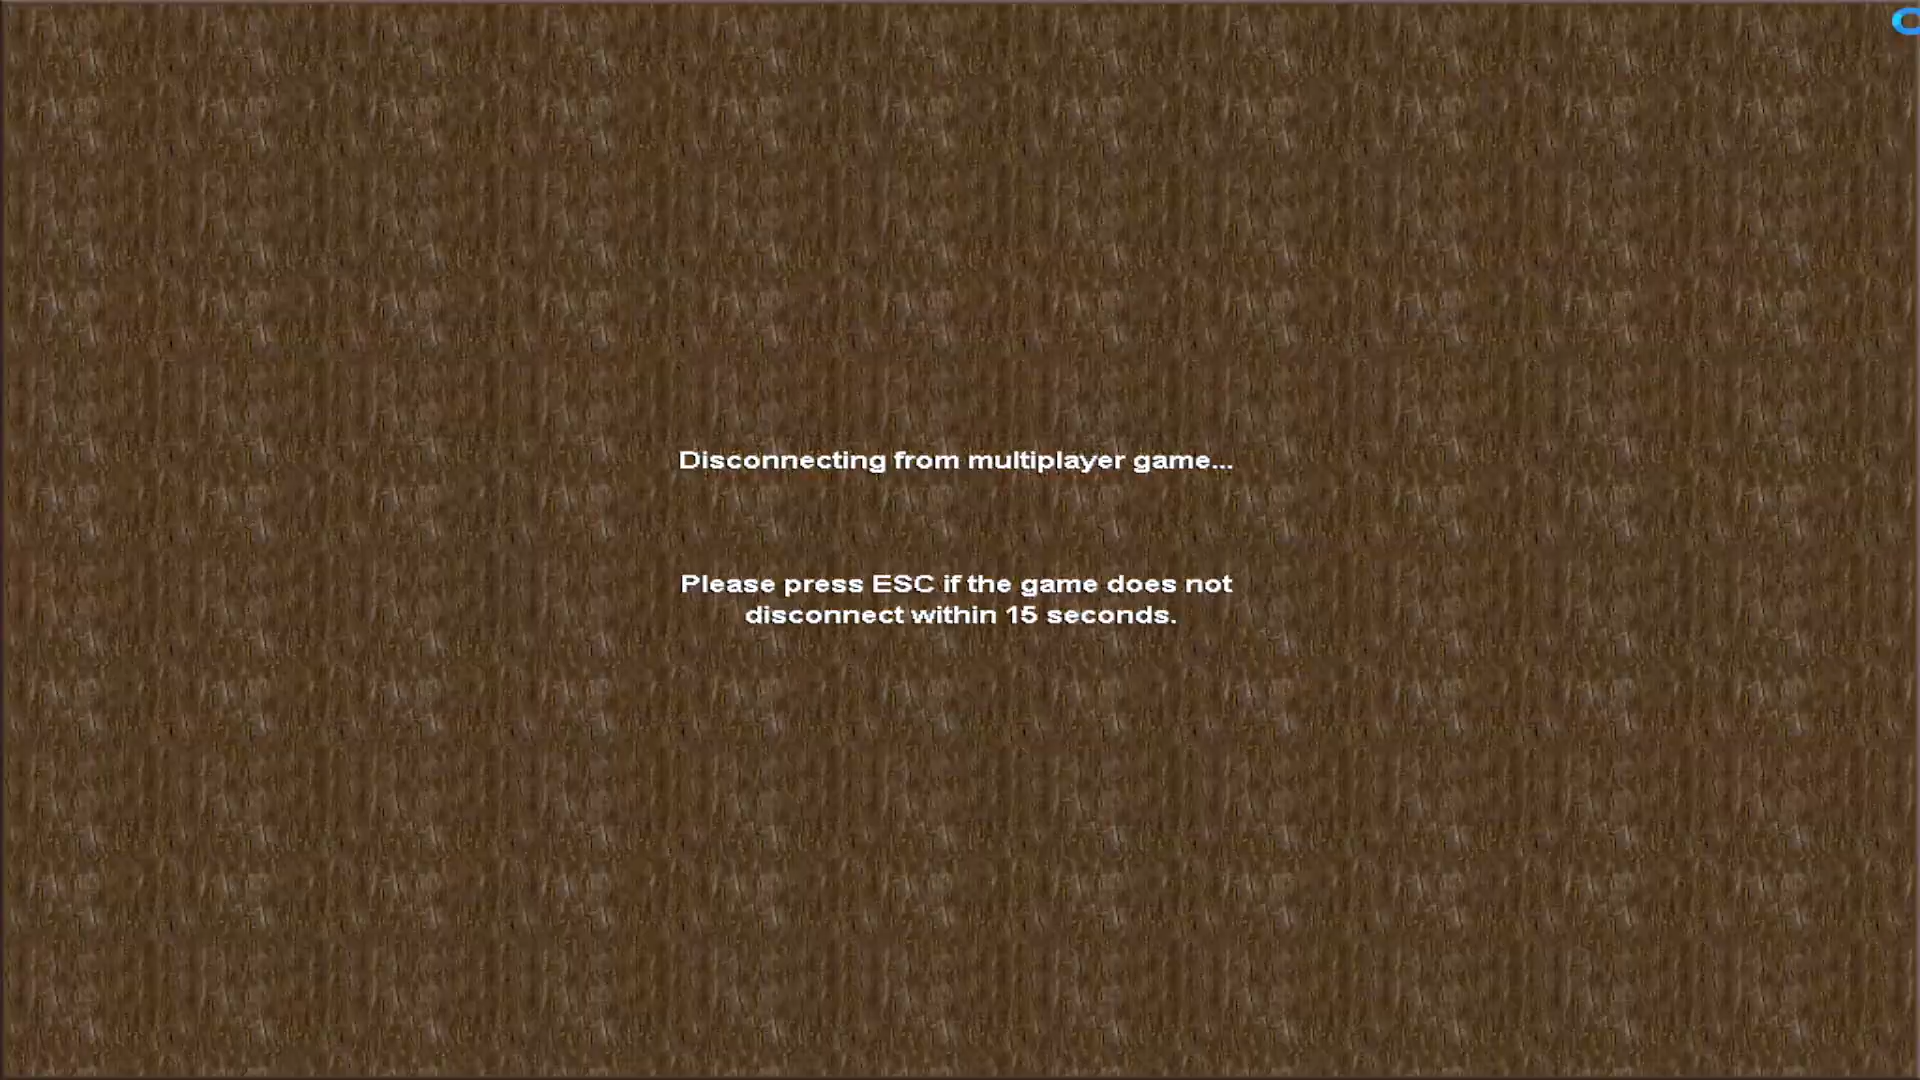 Disconnecting from multiplayer game...
Please press ESC if the game does not
disconnect within 15 seconds.